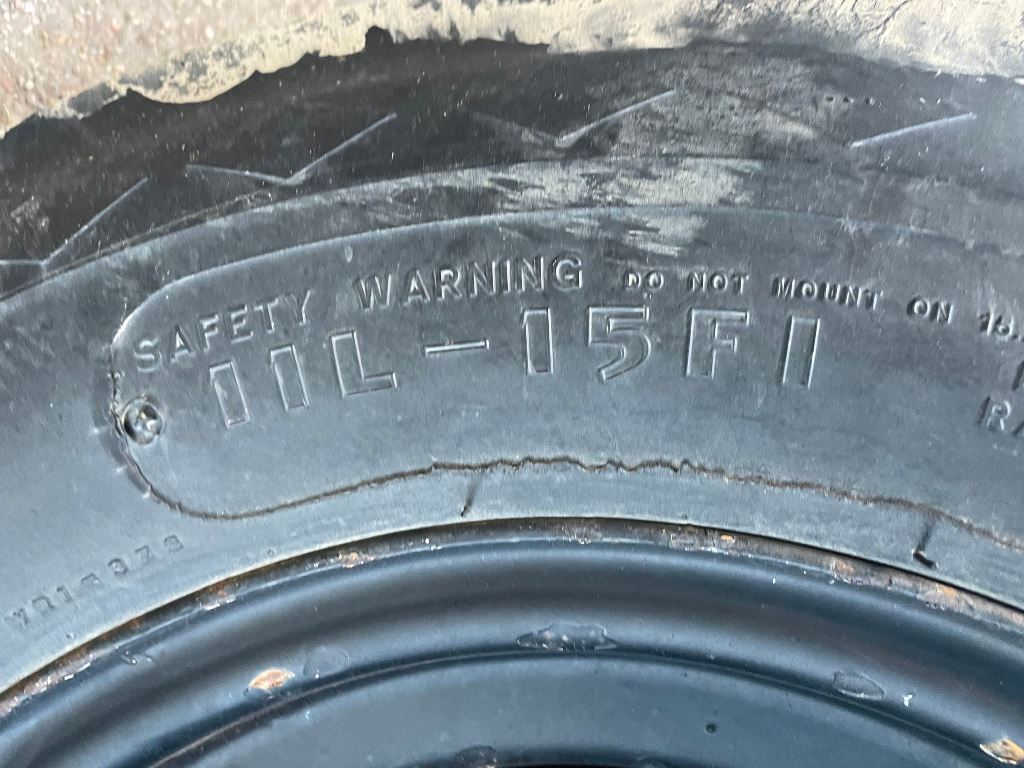 SAFETY WARNING DO NOT MOUNT ON
11L-15FI